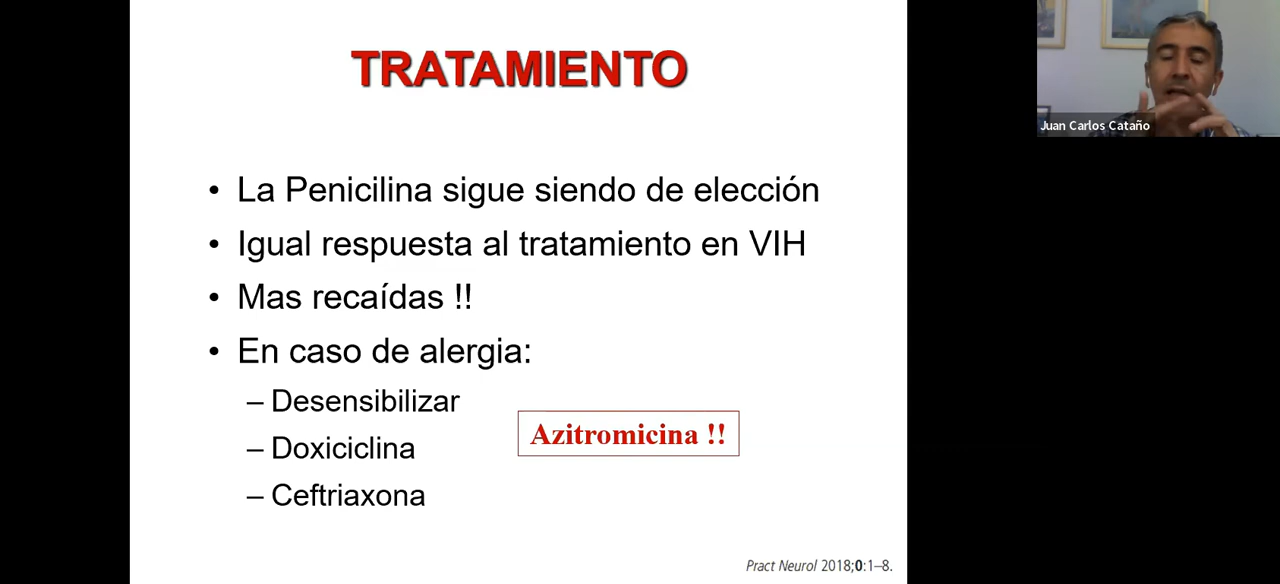 TRATAMIENTO
• La Penicilina sigue siendo de elección
• Igual respuesta al tratamiento en VIH
• Mas recaídas !!
• En caso de alergia:
– Desensibilizar
– Doxiciclina
– Ceftriaxona
Azitromicina !!
Pract Neurol 2018;0:1–8.
Juan Carlos Cataño